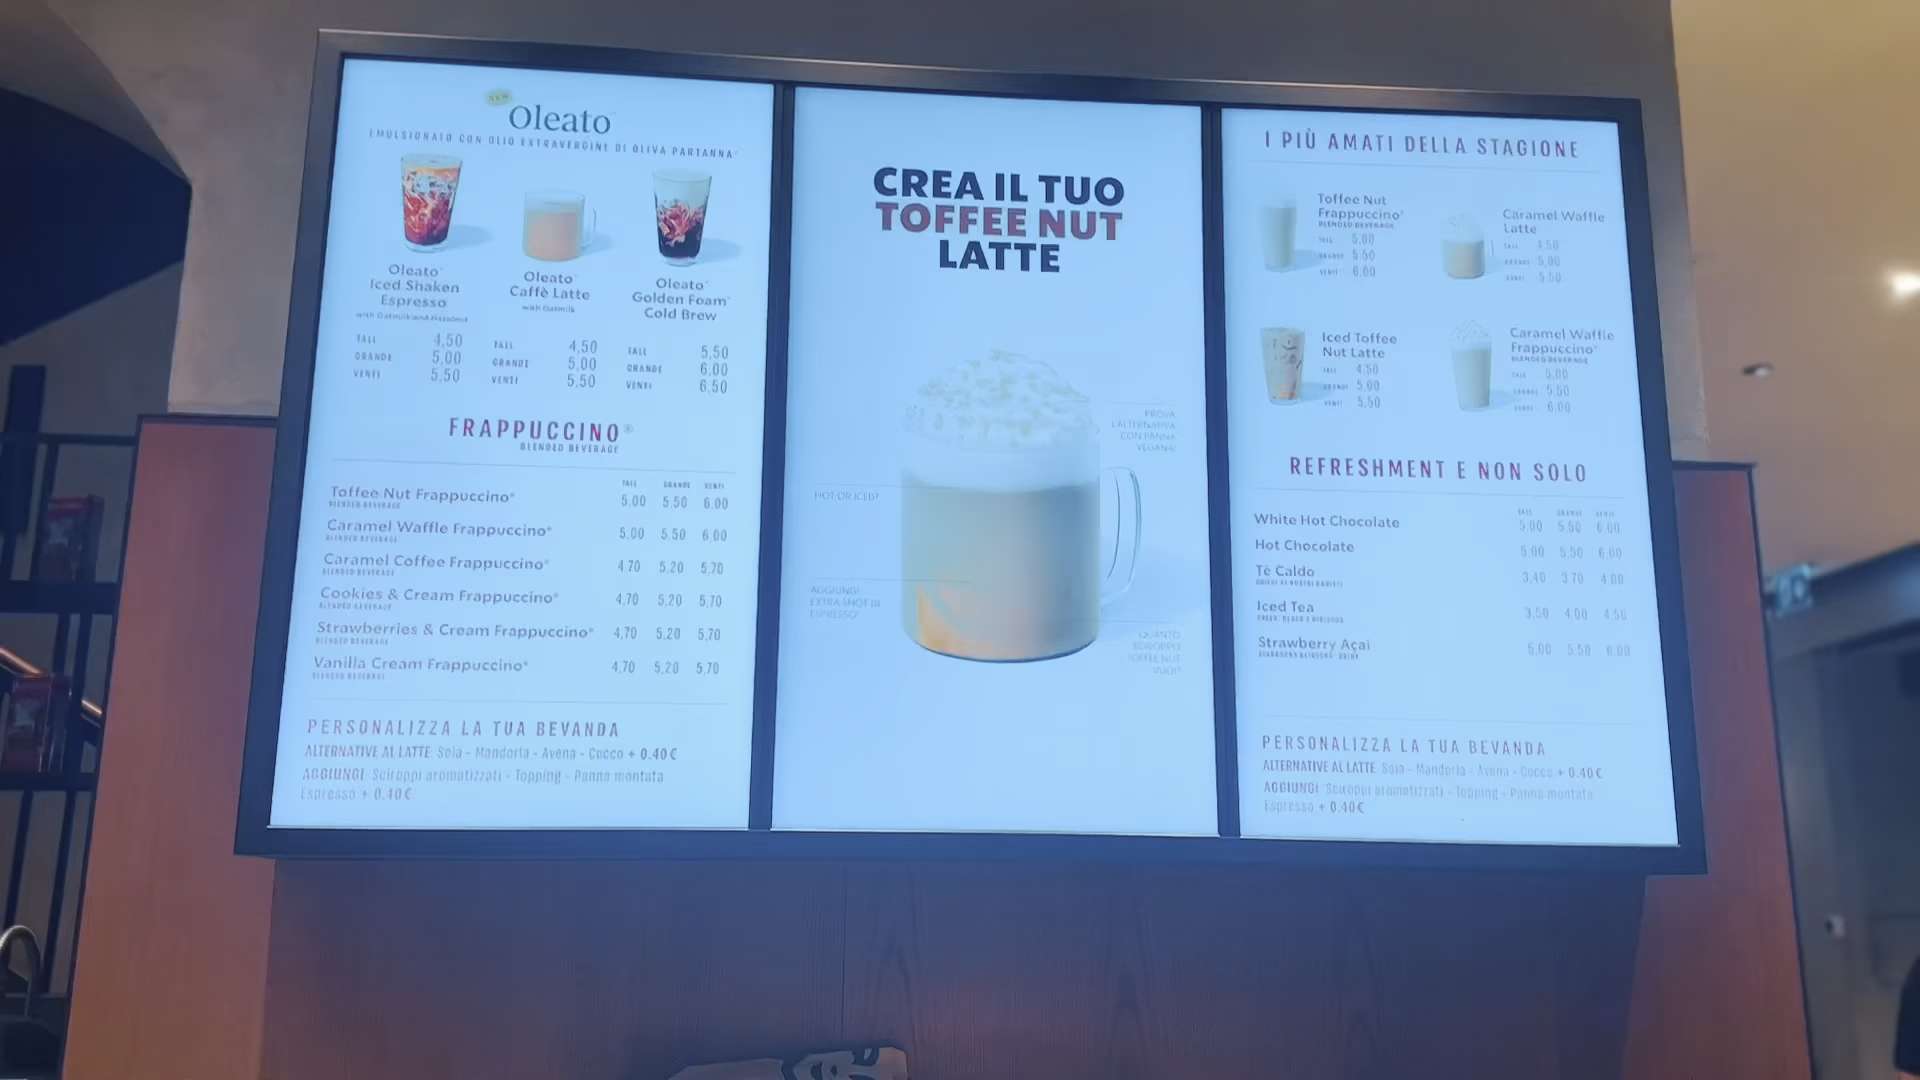 NEW
Oleato
EMULSIONATO CON OLIO EXTRAVERGINE DI OLIVA PARTANNA
Oleato
Iced Shaken
Espresso
with Oatmilk and Hazelnut
TALL 4,50
GRANDE 5,00
VENTI 5,50
Oleato
Caffè Latte
with Oatmilk
TALL 4,50
GRANDE 5,00
VENTI 5,50
Oleato
Golden Foam
Cold Brew
TALL 5,50
GRANDE 6,00
VENTI 6,50
FRAPPUCCINO®
BLENDED BEVERAGE
TALL GRANDE VENTI
Toffee Nut Frappuccino® 5,00 5,50 6,00
BLENDED BEVERAGE
Caramel Waffle Frappuccino® 5,00 5,50 6,00
BLENDED BEVERAGE
Caramel Coffee Frappuccino® 4,70 5,20 5,70
BLENDED BEVERAGE
Cookies & Cream Frappuccino® 4,70 5,20 5,70
BLENDED BEVERAGE
Strawberries & Cream Frappuccino® 4,70 5,20 5,70
BLENDED BEVERAGE
Vanilla Cream Frappuccino® 4,70 5,20 5,70
BLENDED BEVERAGE
PERSONALIZZA LA TUA BEVANDA
ALTERNATIVE AL LATTE Soia - Mandorla - Avena - Cocco + 0.40€
AGGIUNGI Sciroppi aromatizzati - Topping - Panna montata
Espresso + 0.40€
CREA IL TUO
TOFFEE NUT
LATTE
PROVA
L'ALTERNATIVA
CON PANNA
VEGANA!
HOT OR ICED?
AGGIUNGI
EXTRA SHOT DI
ESPRESSO!
QUANTO
SCIROPPO
TOFFEE NUT
VUOI?
I PIÙ AMATI DELLA STAGIONE
Toffee Nut
Frappuccino®
BLENDED BEVERAGE
TALL 5,00
GRANDE 5,50
VENTI 6,00
Caramel Waffle
Latte
TALL 4,50
GRANDE 5,00
VENTI 5,50
Iced Toffee
Nut Latte
TALL 4,50
GRANDE 5,00
VENTI 5,50
Caramel Waffle
Frappuccino®
BLENDED BEVERAGE
TALL 5,00
GRANDE 5,50
VENTI 6,00
REFRESHMENT E NON SOLO
TALL GRANDE VENTI
White Hot Chocolate 5,00 5,50 6,00
Hot Chocolate 5,00 5,50 6,00
Tè Caldo 3,40 3,70 4,00
Iced Tea 3,50 4,00 4,50
Strawberry Açai 5,00 5,50 6,00
PERSONALIZZA LA TUA BEVANDA
ALTERNATIVE AL LATTE Soia - Mandorla - Avena - Cocco + 0.40€
AGGIUNGI Sciroppi aromatizzati - Topping - Panna montata
Espresso + 0.40€